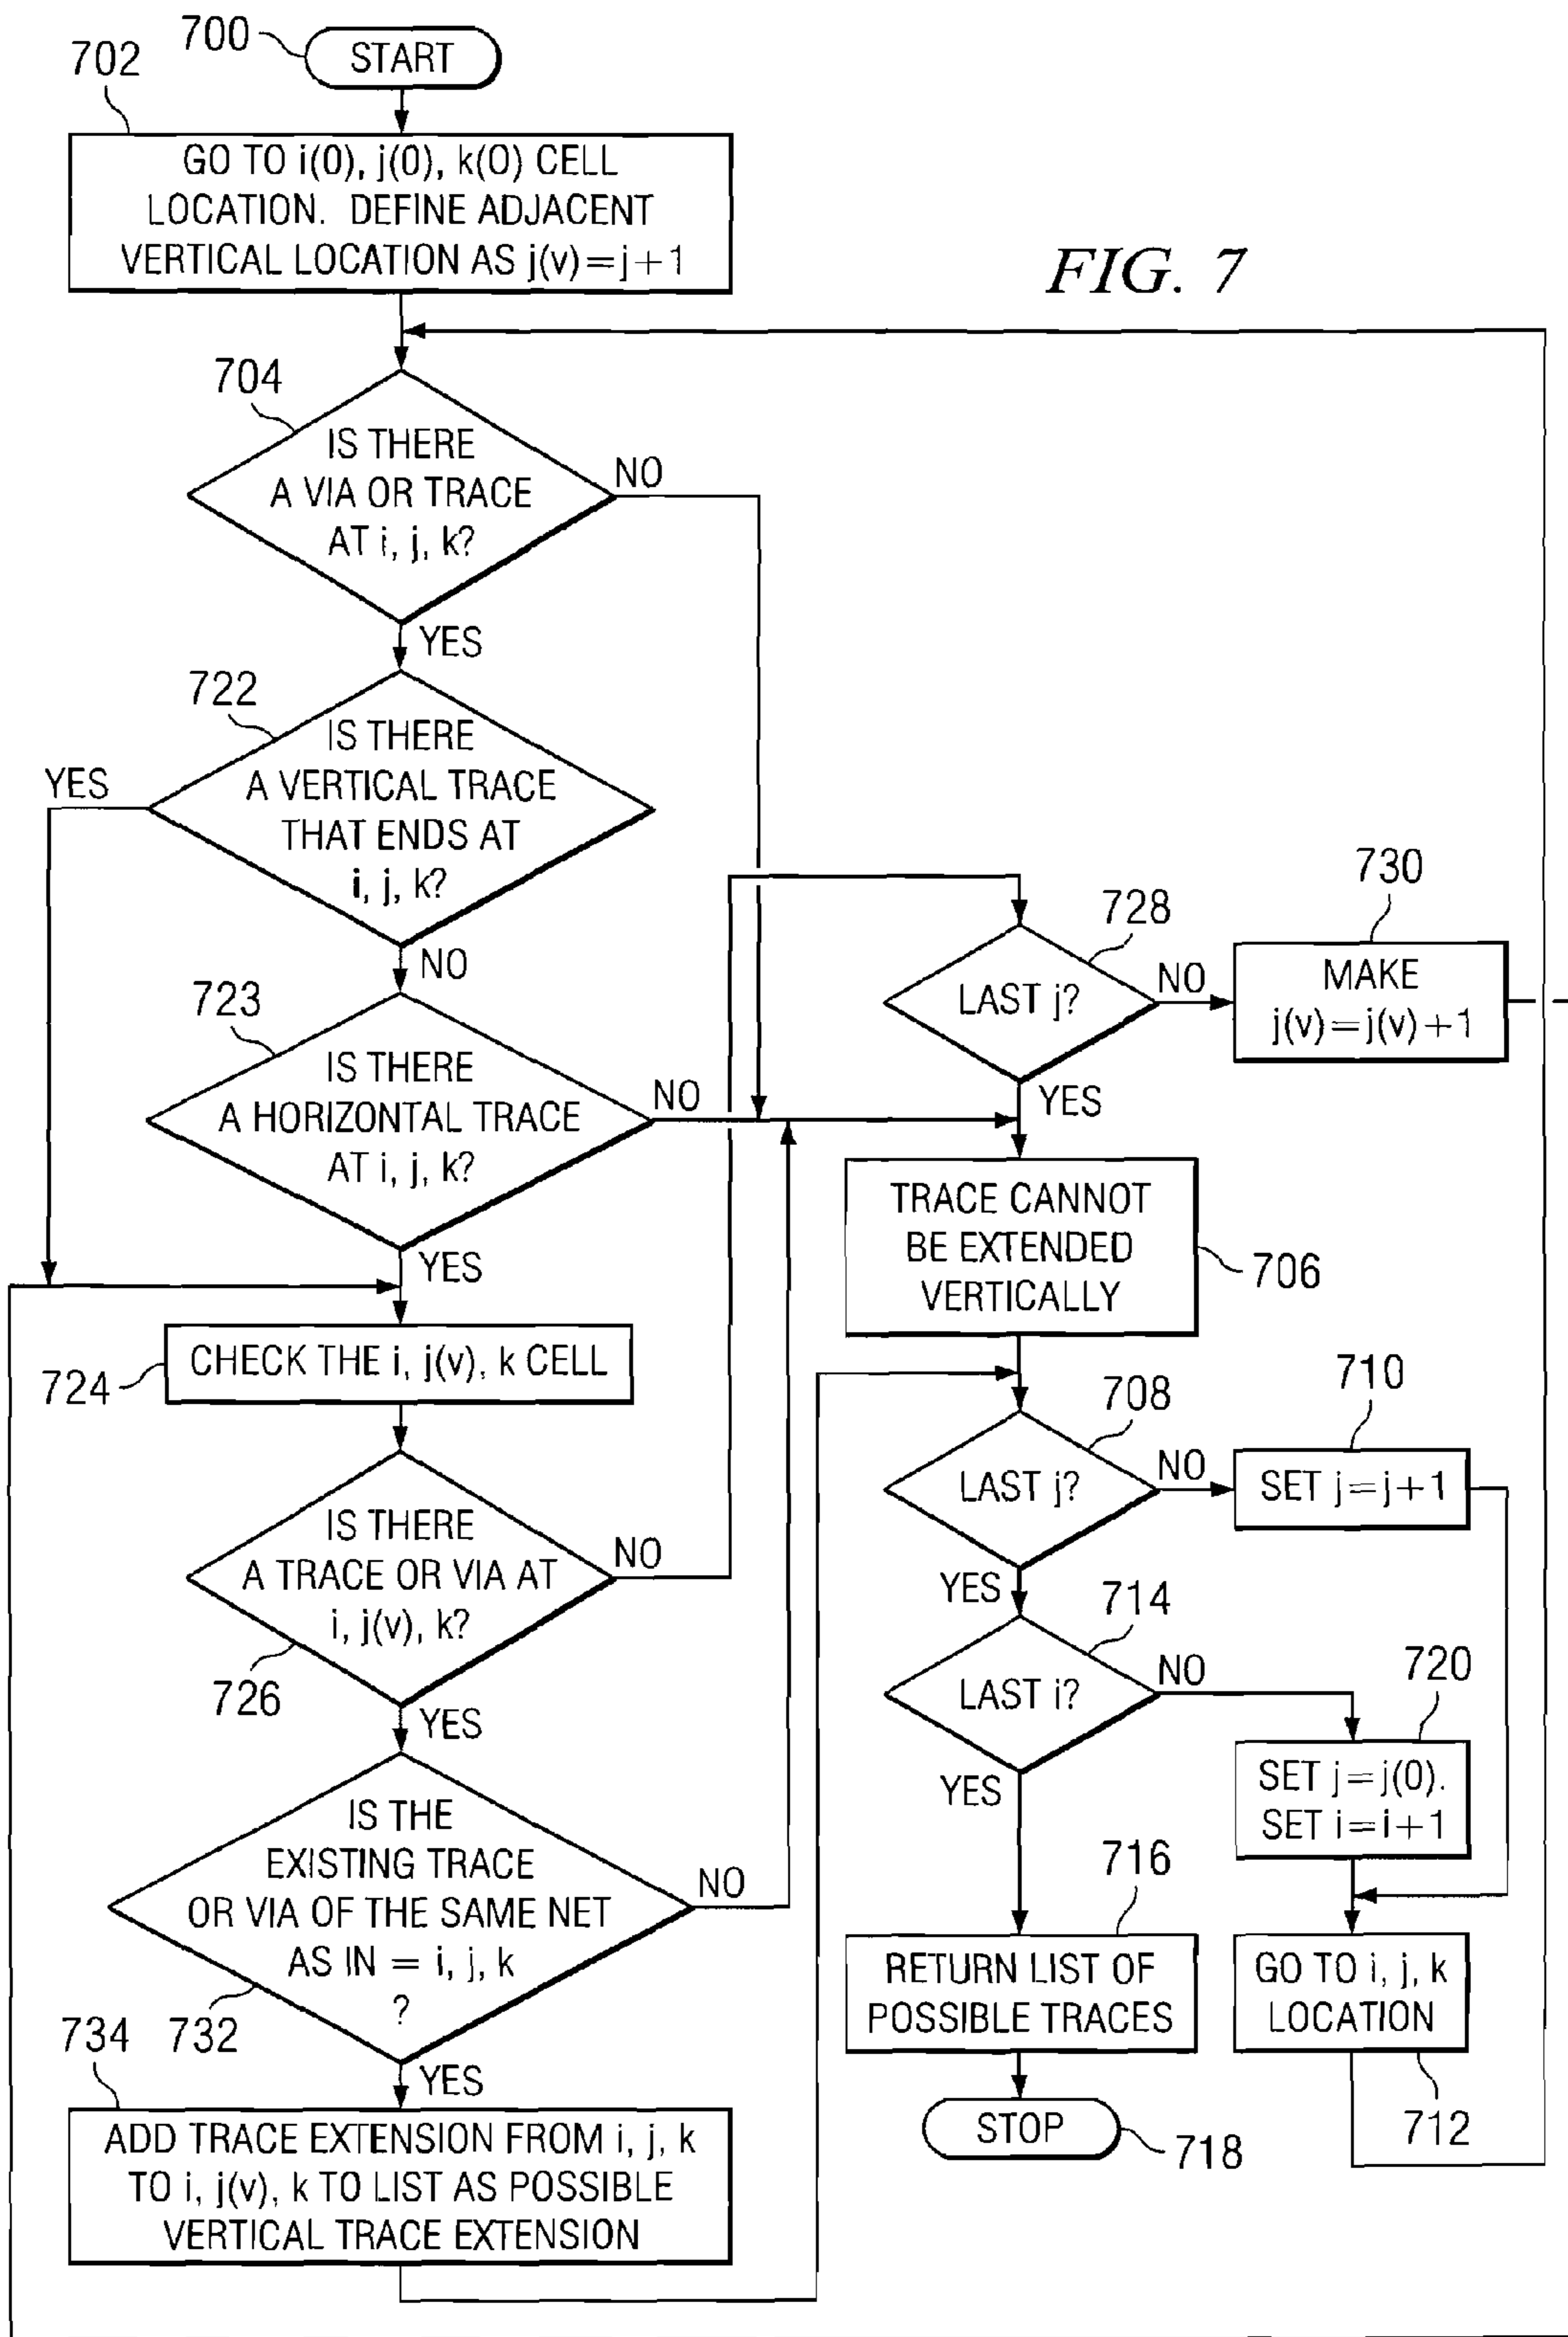 700
START
702
GO TO i(0), j(0), k(0) CELL
LOCATION. DEFINE ADJACENT
VERTICAL LOCATION AS j(v)=j+1
FIG. 7
704
IS THERE
A VIA OR TRACE
AT i, j, k?
NO
YES
722
IS THERE
A VERTICAL TRACE
THAT ENDS AT
i, j, k?
YES
NO
723
IS THERE
A HORIZONTAL TRACE
AT i, j, k?
NO
YES
724
CHECK THE i, j(v), k CELL
IS THERE
A TRACE OR VIA AT
i, j(v), k?
NO
726
YES
IS THE
EXISTING TRACE
OR VIA OF THE SAME NET
AS IN = i, j, k
?
NO
732
YES
734
ADD TRACE EXTENSION FROM i, j, k
TO i, j(v), k TO LIST AS POSSIBLE
VERTICAL TRACE EXTENSION
728
LAST j?
NO
YES
730
MAKE
j(v)=j(v)+1
TRACE CANNOT
BE EXTENDED
VERTICALLY
706
708
LAST j?
NO
YES
710
SET j=j+1
714
LAST i?
NO
YES
720
SET j=j(0).
SET i=i+1
716
RETURN LIST OF
POSSIBLE TRACES
GO TO i, j, k
LOCATION
712
STOP
718